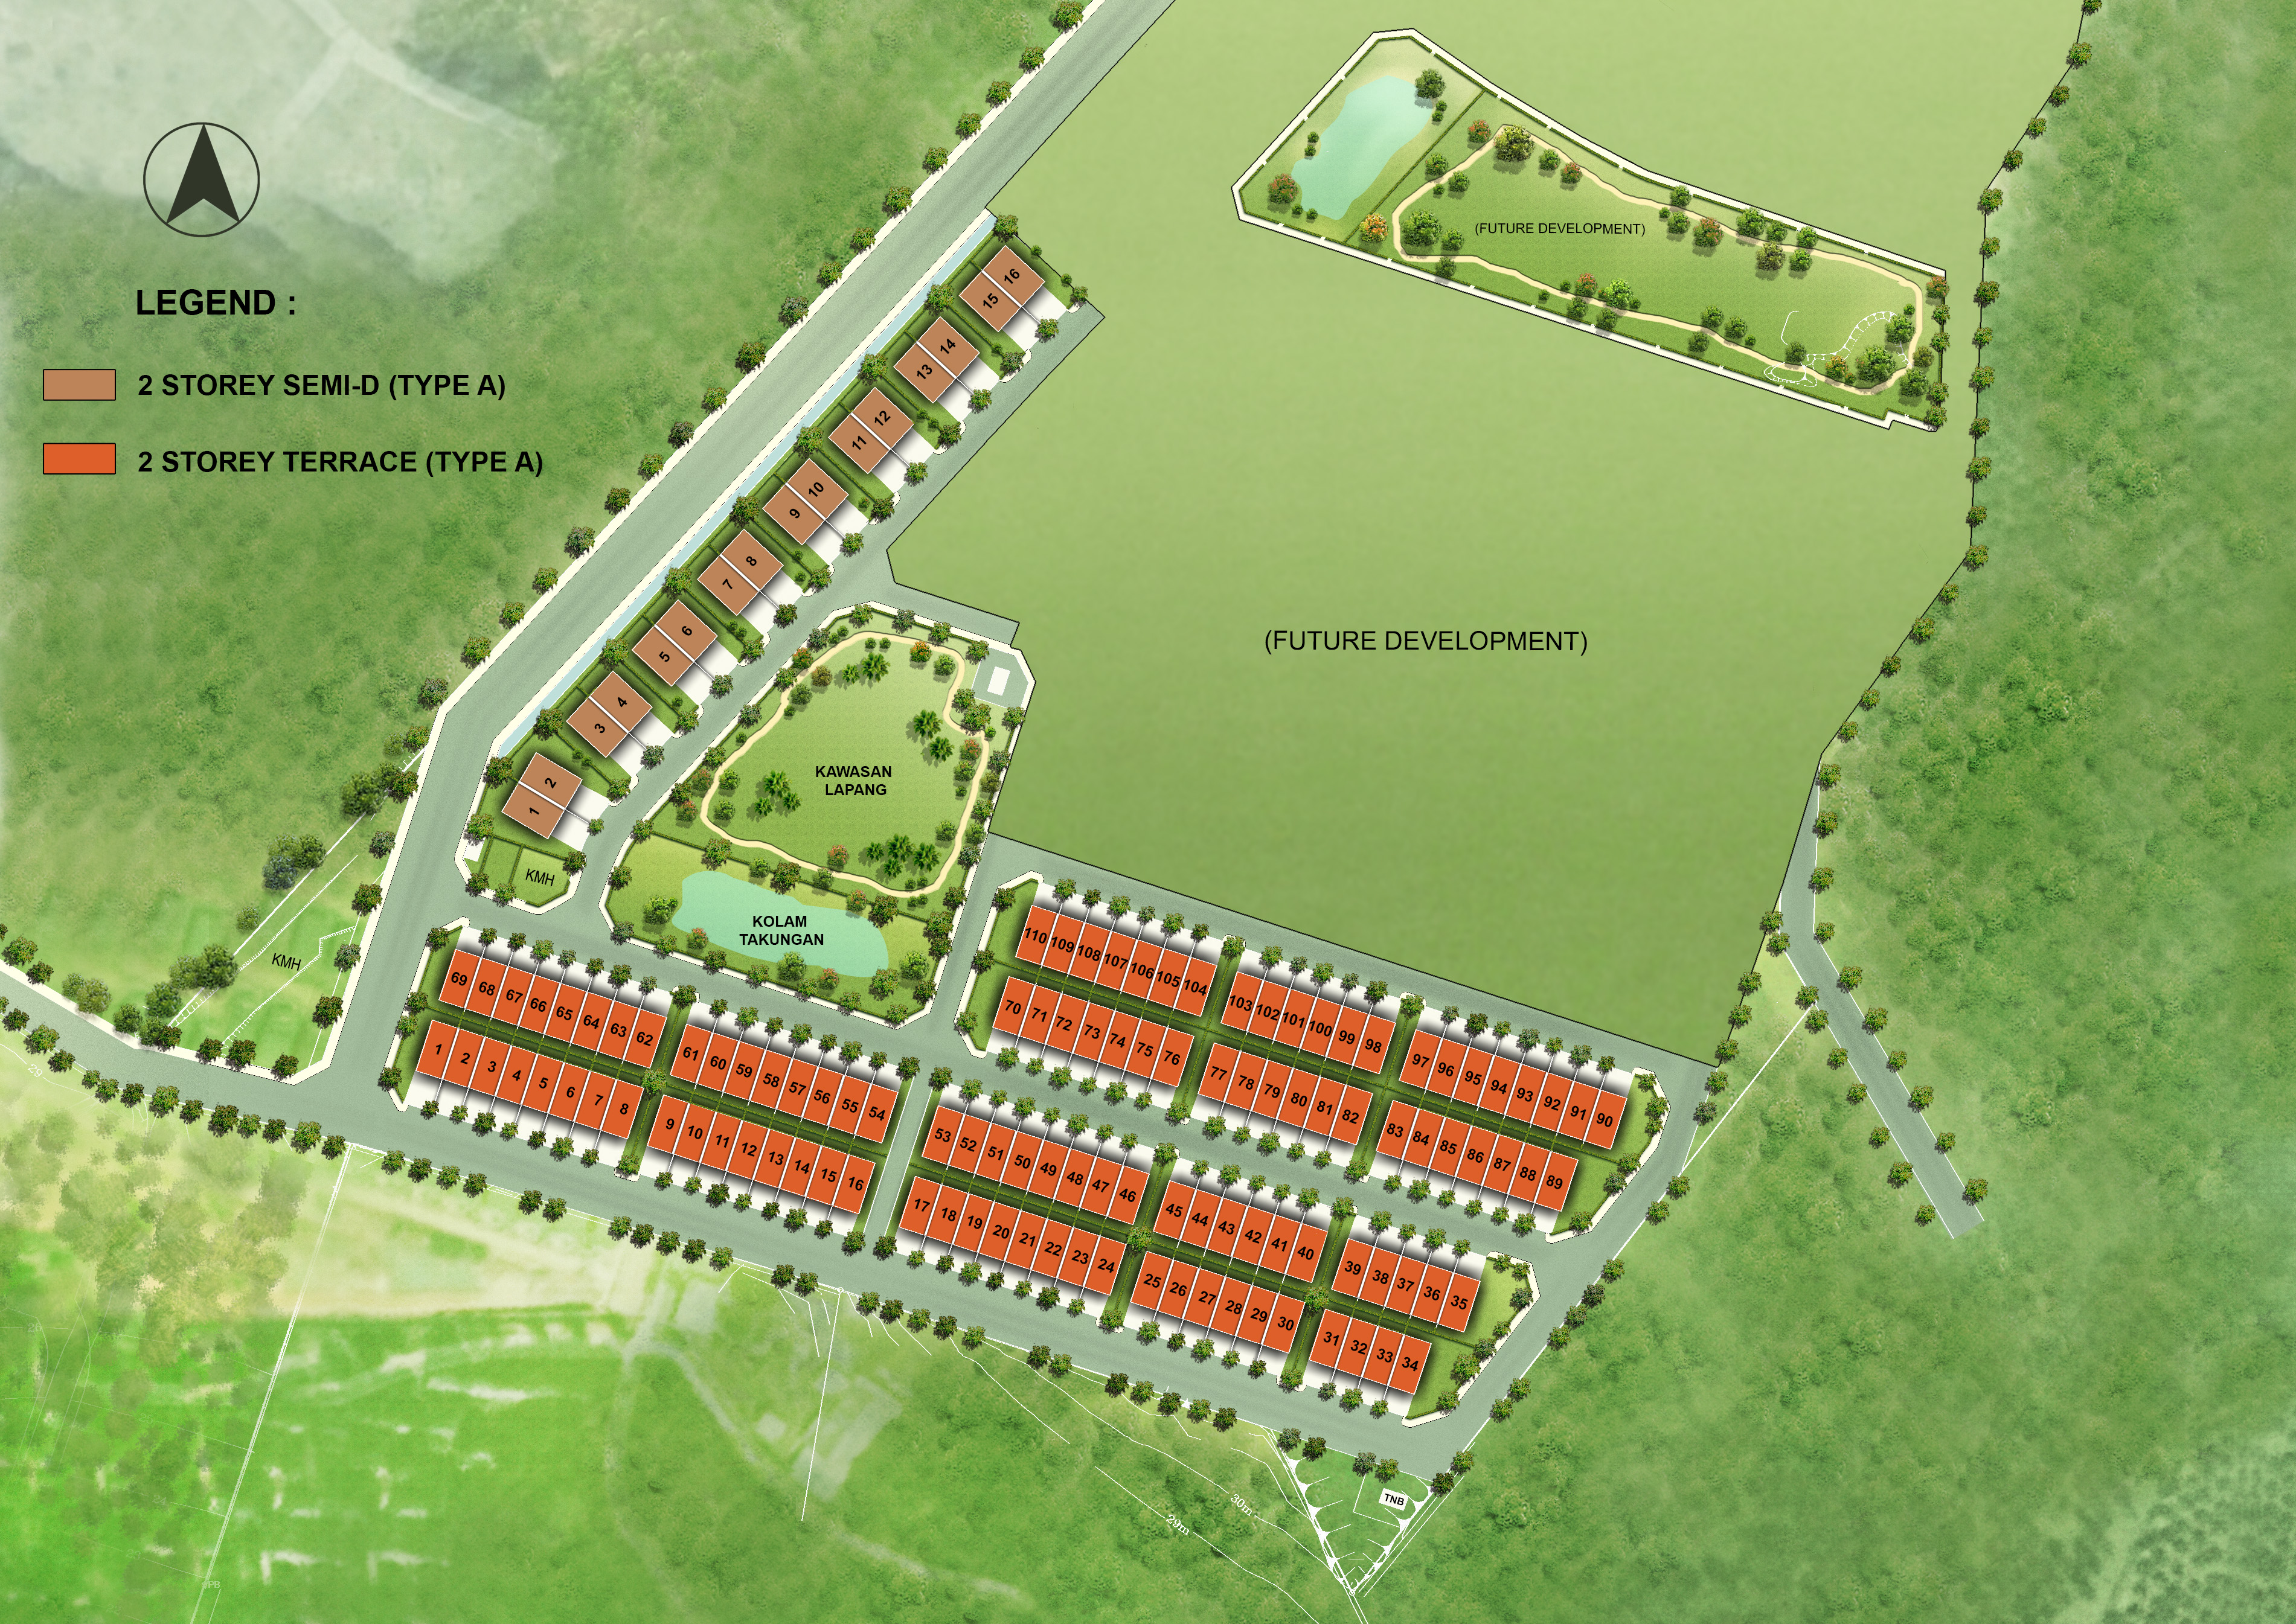 LEGEND :
2 STOREY SEMI-D (TYPE A)
2 STOREY TERRACE (TYPE A)
(FUTURE DEVELOPMENT)
(FUTURE DEVELOPMENT)
16
15
14
13
12
11
10
9
8
7
6
5
4
3
2
1
KMH
KMH
KAWASAN
LAPANG
KOLAM
TAKUNGAN
110 109 108 107 106 105 104
103 102 101 100 99 98
97 96 95 94 93 92 91 90
70 71 72 73 74 75 76
77 78 79 80 81 82
83 84 85 86 87 88 89
69 68 67 66 65 64 63 62
61 60 59 58 57 56 55 54
53 52 51 50 49 48 47 46
45 44 43 42 41 40
39 38 37 36 35
1 2 3 4 5 6 7 8
9 10 11 12 13 14 15 16
17 18 19 20 21 22 23 24
25 26 27 28 29 30
31 32 33 34
29
30m
29m
TNB